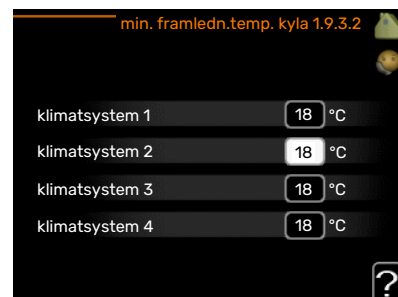 min. framledn.temp. kyla 1.9.3.2
klimatsystem 1 18 °C
klimatsystem 2 18 °C
klimatsystem 3 18 °C
klimatsystem 4 18 °C
?